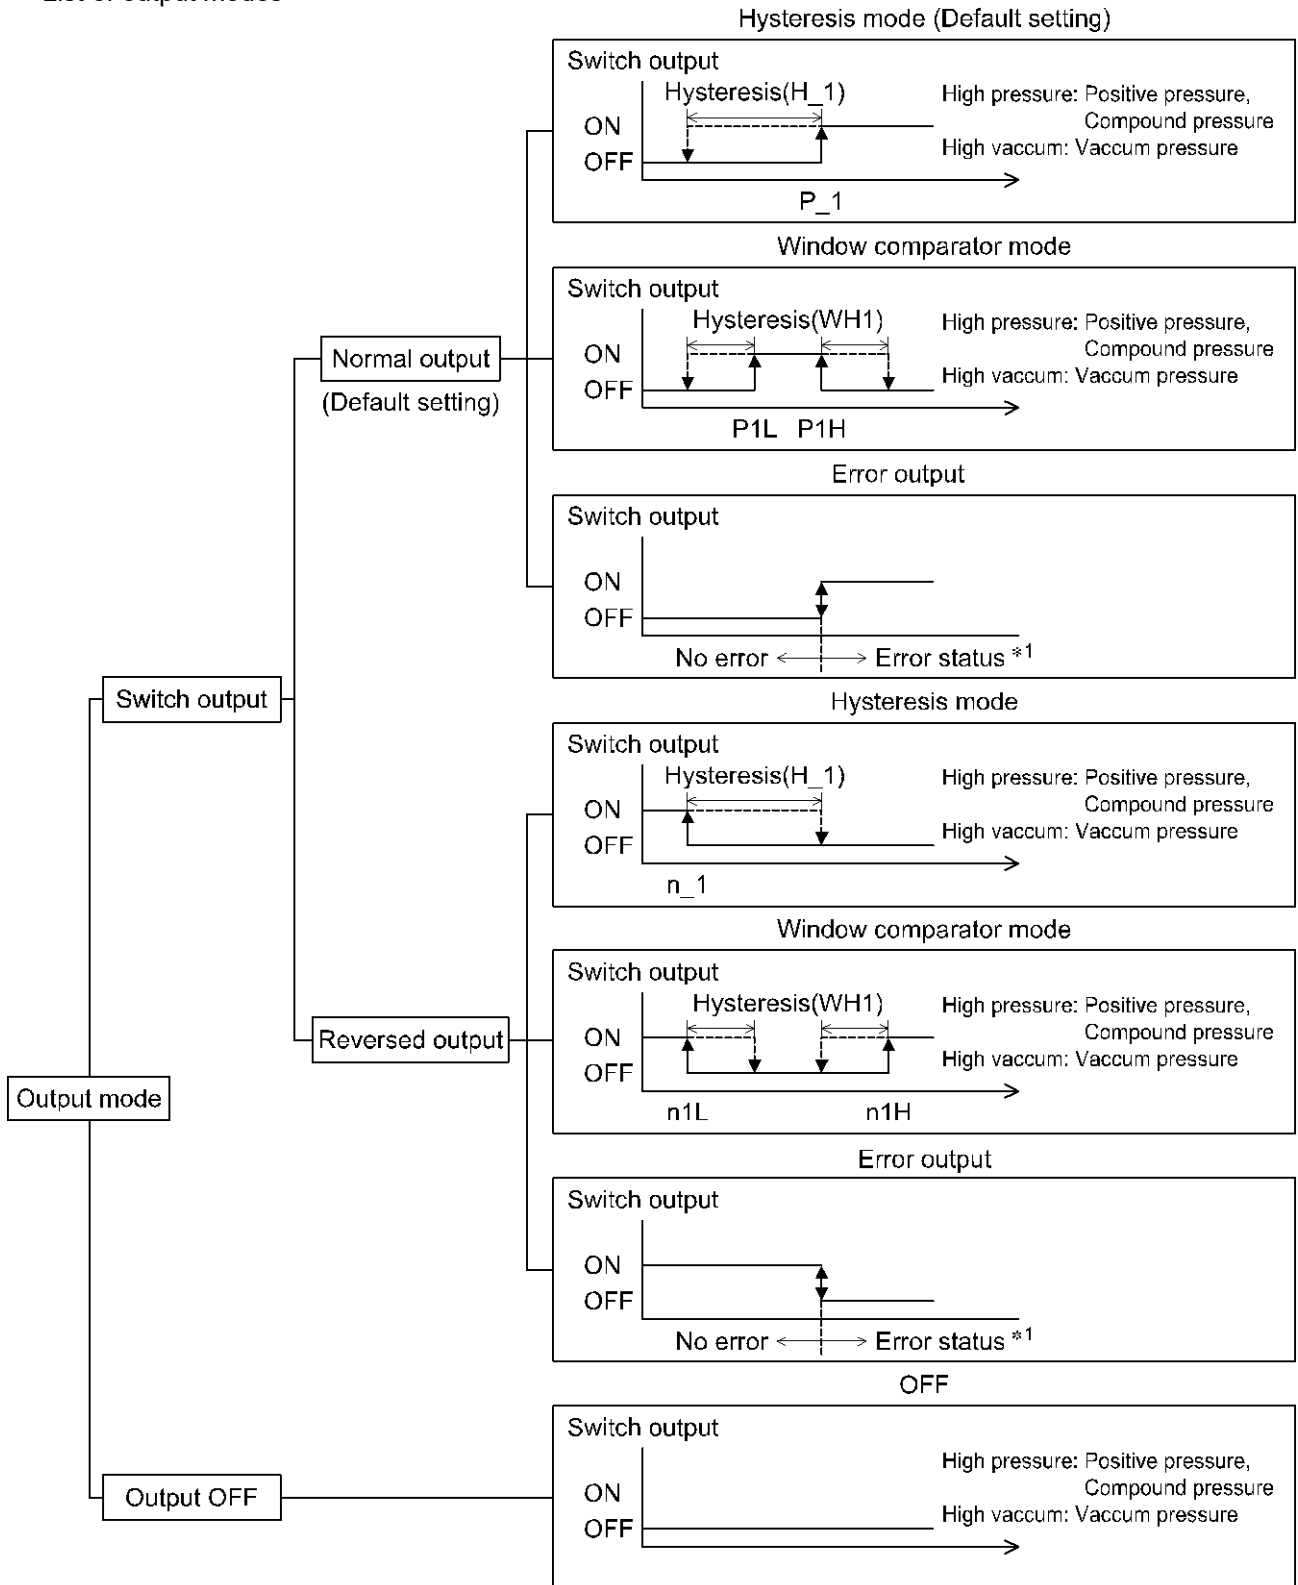 List of output modes
Hysteresis mode (Default setting)
Switch output
Hysteresis(H_1)
ON
OFF
P_1
High pressure: Positive pressure,
Compound pressure
High vaccum: Vaccum pressure
Window comparator mode
Switch output
Hysteresis(WH1)
ON
OFF
P1L P1H
High pressure: Positive pressure,
Compound pressure
High vaccum: Vaccum pressure
Normal output
(Default setting)
Error output
Switch output
ON
OFF
No error
Error status *1
Switch output
Hysteresis mode
Switch output
Hysteresis(H_1)
ON
OFF
n_1
High pressure: Positive pressure,
Compound pressure
High vaccum: Vaccum pressure
Window comparator mode
Switch output
Hysteresis(WH1)
ON
OFF
n1L n1H
High pressure: Positive pressure,
Compound pressure
High vaccum: Vaccum pressure
Reversed output
Output mode
Error output
Switch output
ON
OFF
No error
Error status *1
OFF
Switch output
ON
OFF
High pressure: Positive pressure,
Compound pressure
High vaccum: Vaccum pressure
Output OFF